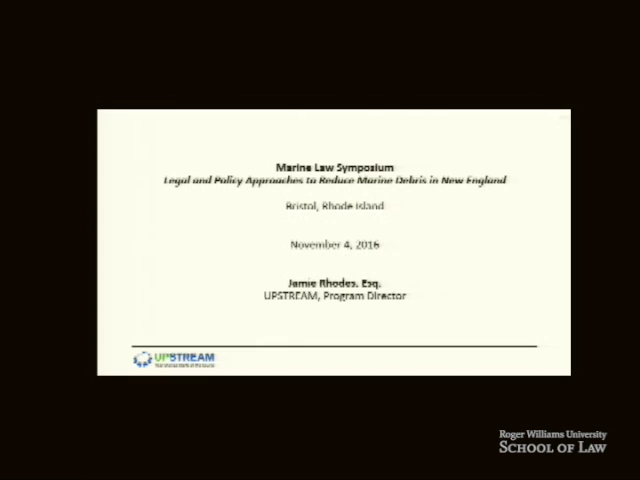 Marine Law Symposium
Legal and Policy Approaches to Reduce Marine Debris in New England
Bristol, Rhode Island
November 4, 2016
Jamie Rhodes, Esq.
UPSTREAM, Program Director
UPSTREAM
Roger Williams University
SCHOOL OF LAW